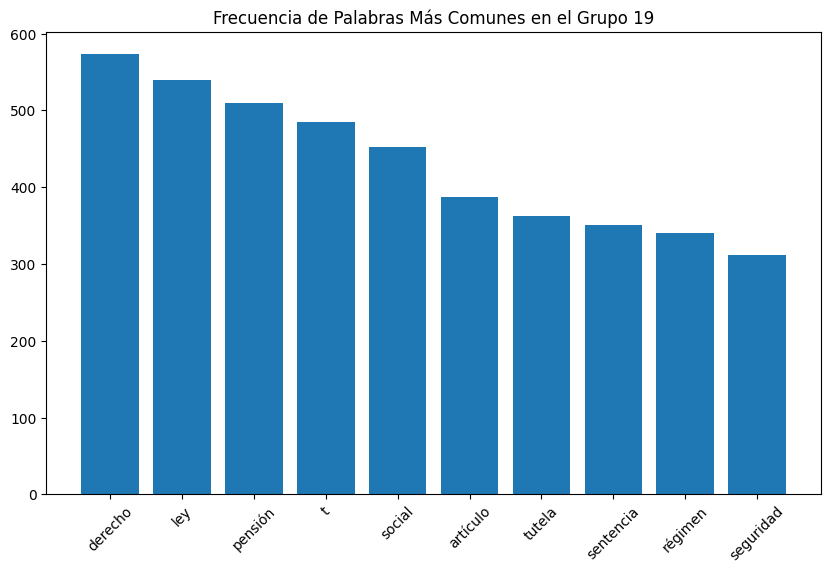 Frecuencia de Palabras Más Comunes en el Grupo 19
600
500
400
300
200
100
0
derecho
ley
pensión
t
social
artículo
tutela
sentencia
régimen
seguridad